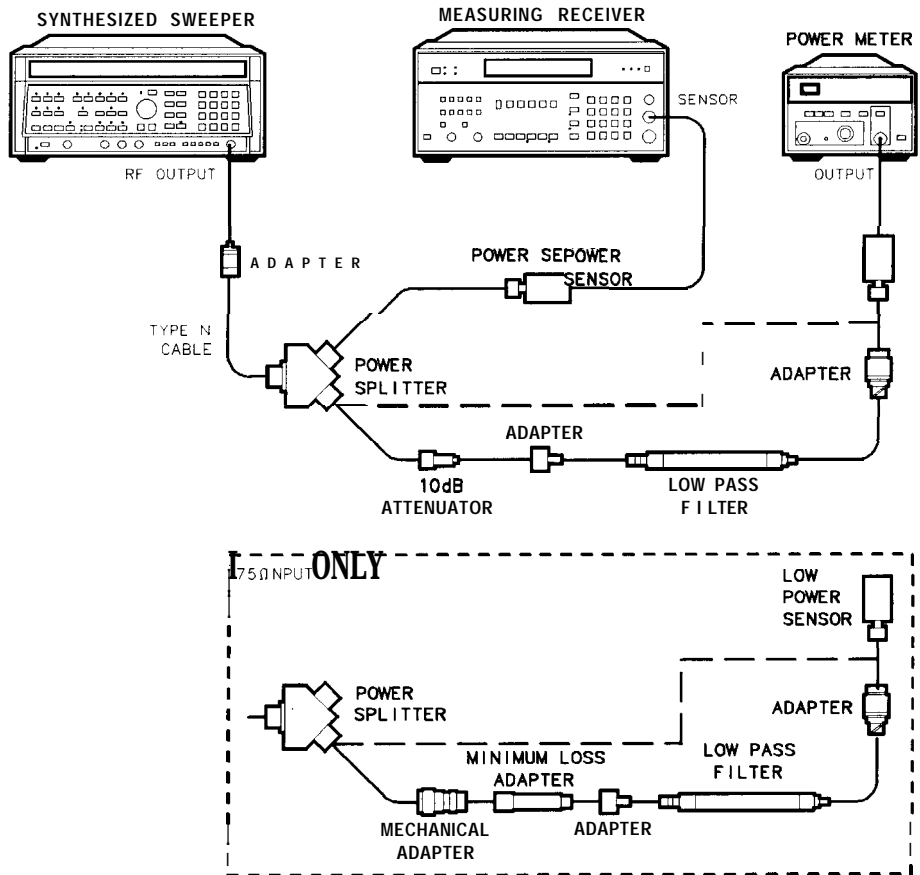 SYNTHESIZED SWEEPER
MEASURING RECEIVER
POWER METER
SENSOR
RF OUTPUT
OUTPUT
ADAPTER
POWER SEPOWER
SENSOR
TYPE N
CABLE
POWER
SPLITTER
ADAPTER
ADAPTER
10dB
ATTENUATOR
LOW PASS
FILTER
I75ΩNPUTONLY
LOW
POWER
SENSOR
POWER
SPLITTER
ADAPTER
MINIMUM LOSS
ADAPTER
LOW PASS
FILTER
MECHANICAL
ADAPTER
ADAPTER